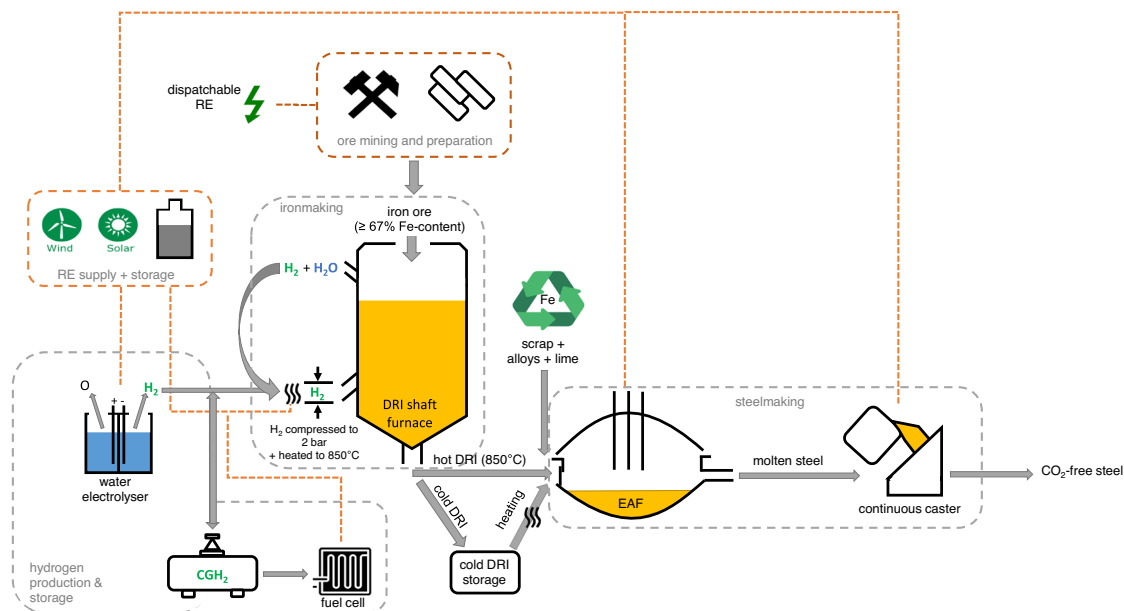 dispatchable
RE
ore mining and preparation
ironmaking
iron ore
(≥ 67% Fe-content)
Wind
Solar
RE supply + storage
H₂ + H₂O
Fe
scrap +
alloys + lime
O
+ -
H₂
H₂
DRI shaft
furnace
H₂ compressed to
2 bar
+ heated to 850°C
steelmaking
hot DRI (850°C)
molten steel
CO₂-free steel
water
electrolyser
cold DRI
heating
EAF
continuous caster
hydrogen
production &
storage
CGH₂
fuel cell
cold DRI
storage